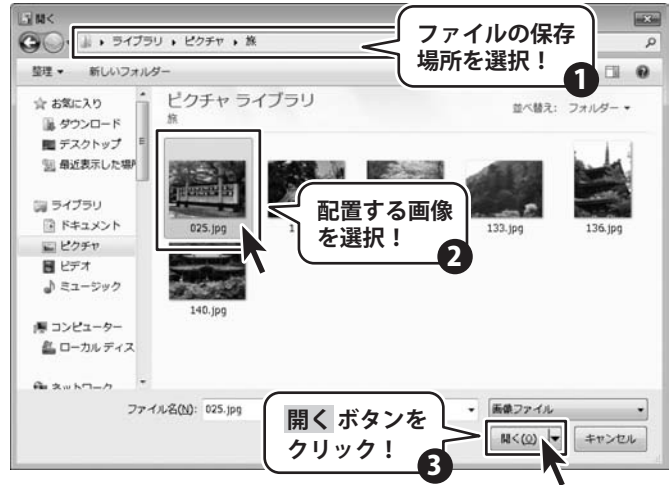 開く
ライブラリ ▸ ピクチャ ▸ 旅
ファイルの保存
場所を選択！
1
整理 ▾
新しいフォルダー
☆ お気に入り
ダウンロード
デスクトップ
最近表示した場所
ライブラリ
ドキュメント
ピクチャ
ビデオ
ミュージック
コンピューター
ローカル ディス
ネットワーク
ピクチャ ライブラリ
旅
並べ替え: フォルダー ▾
025.jpg
133.jpg
136.jpg
140.jpg
配置する画像
を選択！
2
ファイル名(N): 025.jpg
画像ファイル
開く(O)
キャンセル
開く ボタンを
クリック！
3